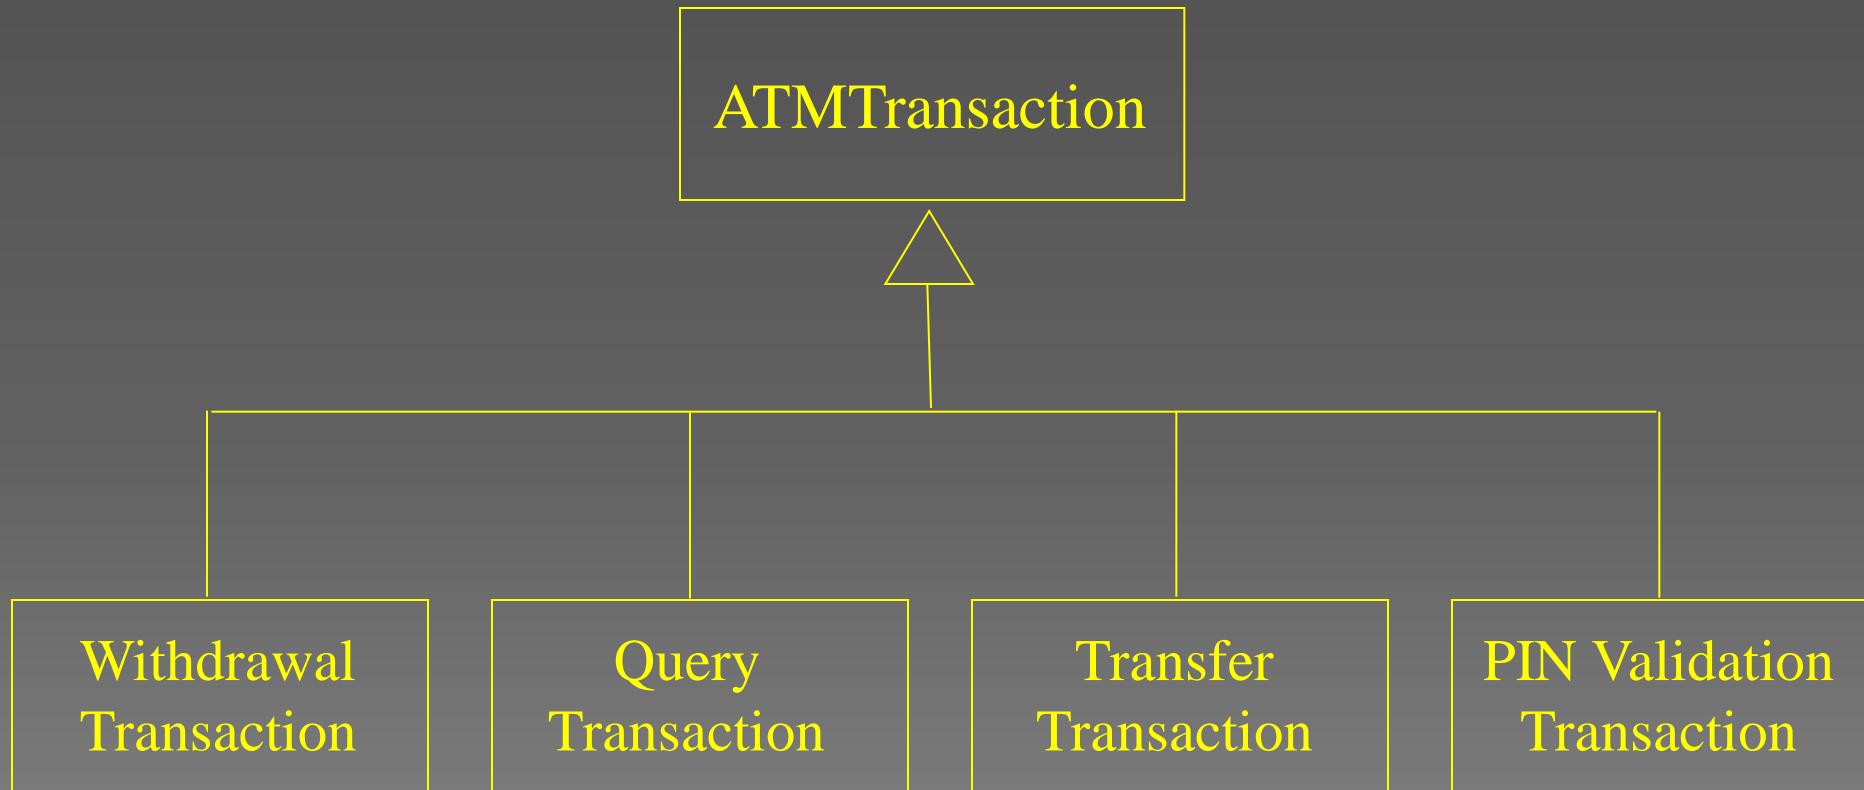 ATMTransaction
Withdrawal
Transaction
Query
Transaction
Transfer
Transaction
PIN Validation
Transaction